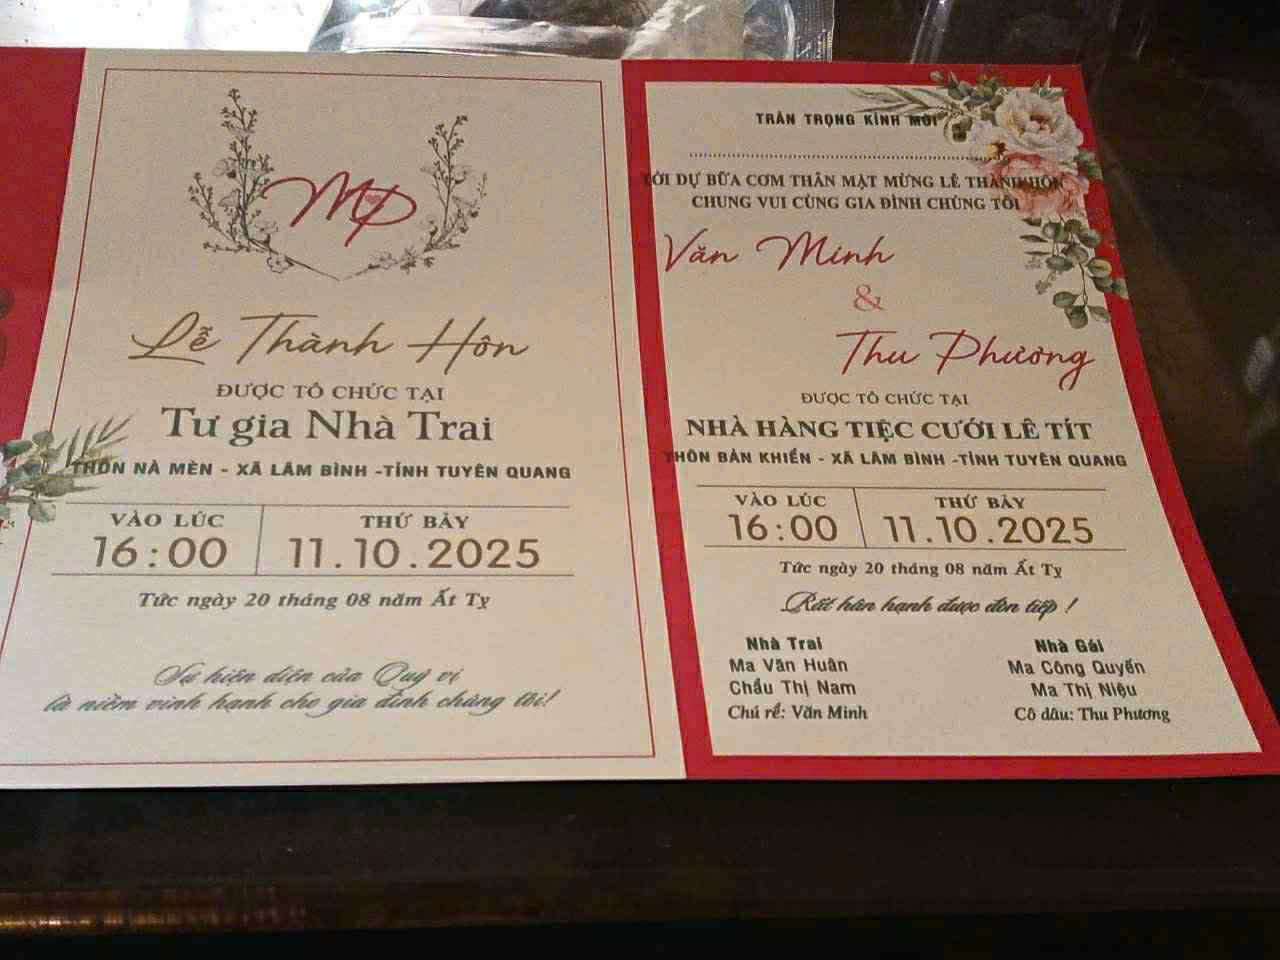 MP
Lễ Thành Hôn
ĐƯỢC TỔ CHỨC TẠI
Tư gia Nhà Trai
THÔN NÀ MÈN - XÃ LÂM BÌNH -TỈNH TUYÊN QUANG
VÀO LÚC
16:00
THỨ BẢY
11.10.2025
Tức ngày 20 tháng 08 năm Ất Tỵ
Sự hiện diện của Quý vị
là niềm vinh hạnh cho gia đình chúng tôi!
TRÂN TRỌNG KÍNH MỜI
TỚI DỰ BỮA CƠM THÂN MẬT MỪNG LỄ THÀNH HÔN
CHUNG VUI CÙNG GIA ĐÌNH CHÚNG TÔI
Văn Minh
&
Thu Phương
ĐƯỢC TỔ CHỨC TẠI
NHÀ HÀNG TIỆC CƯỚI LÊ TÍT
THÔN BẢN KHIỂN - XÃ LÂM BÌNH -TỈNH TUYÊN QUANG
VÀO LÚC
16:00
THỨ BẢY
11.10.2025
Tức ngày 20 tháng 08 năm Ất Tỵ
Rất hân hạnh được đón tiếp !
Nhà Trai
Ma Văn Huân
Chẩu Thị Nam
Chú rể: Văn Minh
Nhà Gái
Ma Công Quyến
Ma Thị Niệu
Cô dâu: Thu Phương